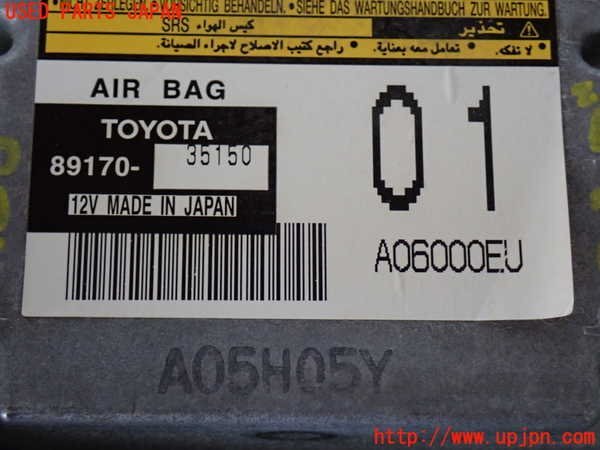 USED PARTS JAPAN
SICHTIG BEHANDELN. • SIEHE DAS WARTUNGSHANDBUCH ZUR WARTUNG.
تحذير
كيس الهواء SRS
• لا تفكه. • تعامل معه بعناية. • راجع كتيب الاصلاح لاجراء الصيانة.
AIR BAG
TOYOTA
89170-
35150
12V MADE IN JAPAN
01
A06000EU
A05H05Y
http://www.upjpn.com/